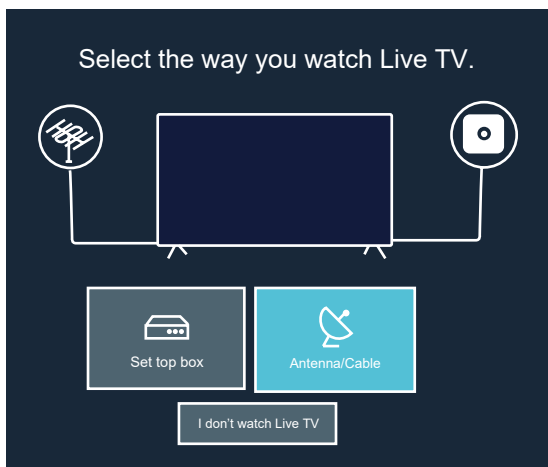 Select the way you watch Live TV.
Set top box
Antenna/Cable
I don't watch Live TV